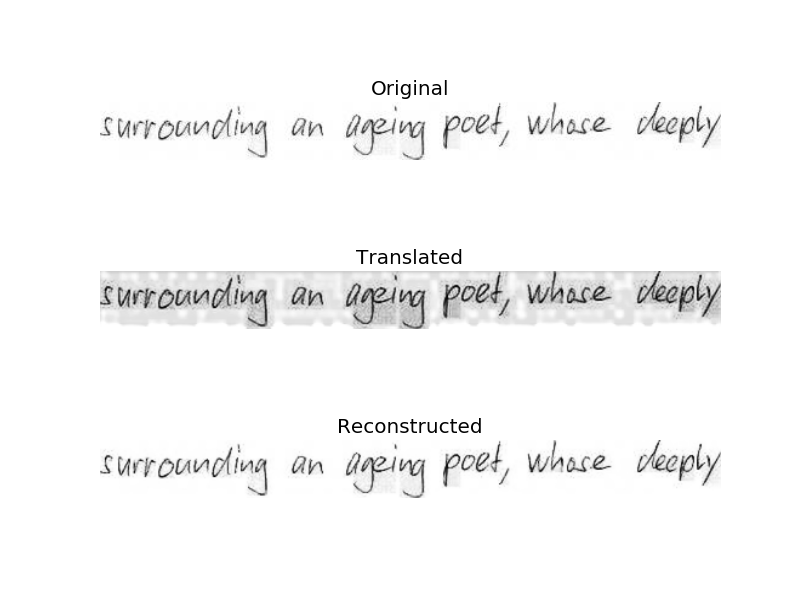 Original
surrounding an ageing poet, whose deeply
Translated
surrounding an ageing poet, whose deeply
Reconstructed
surrounding an ageing poet, whose deeply